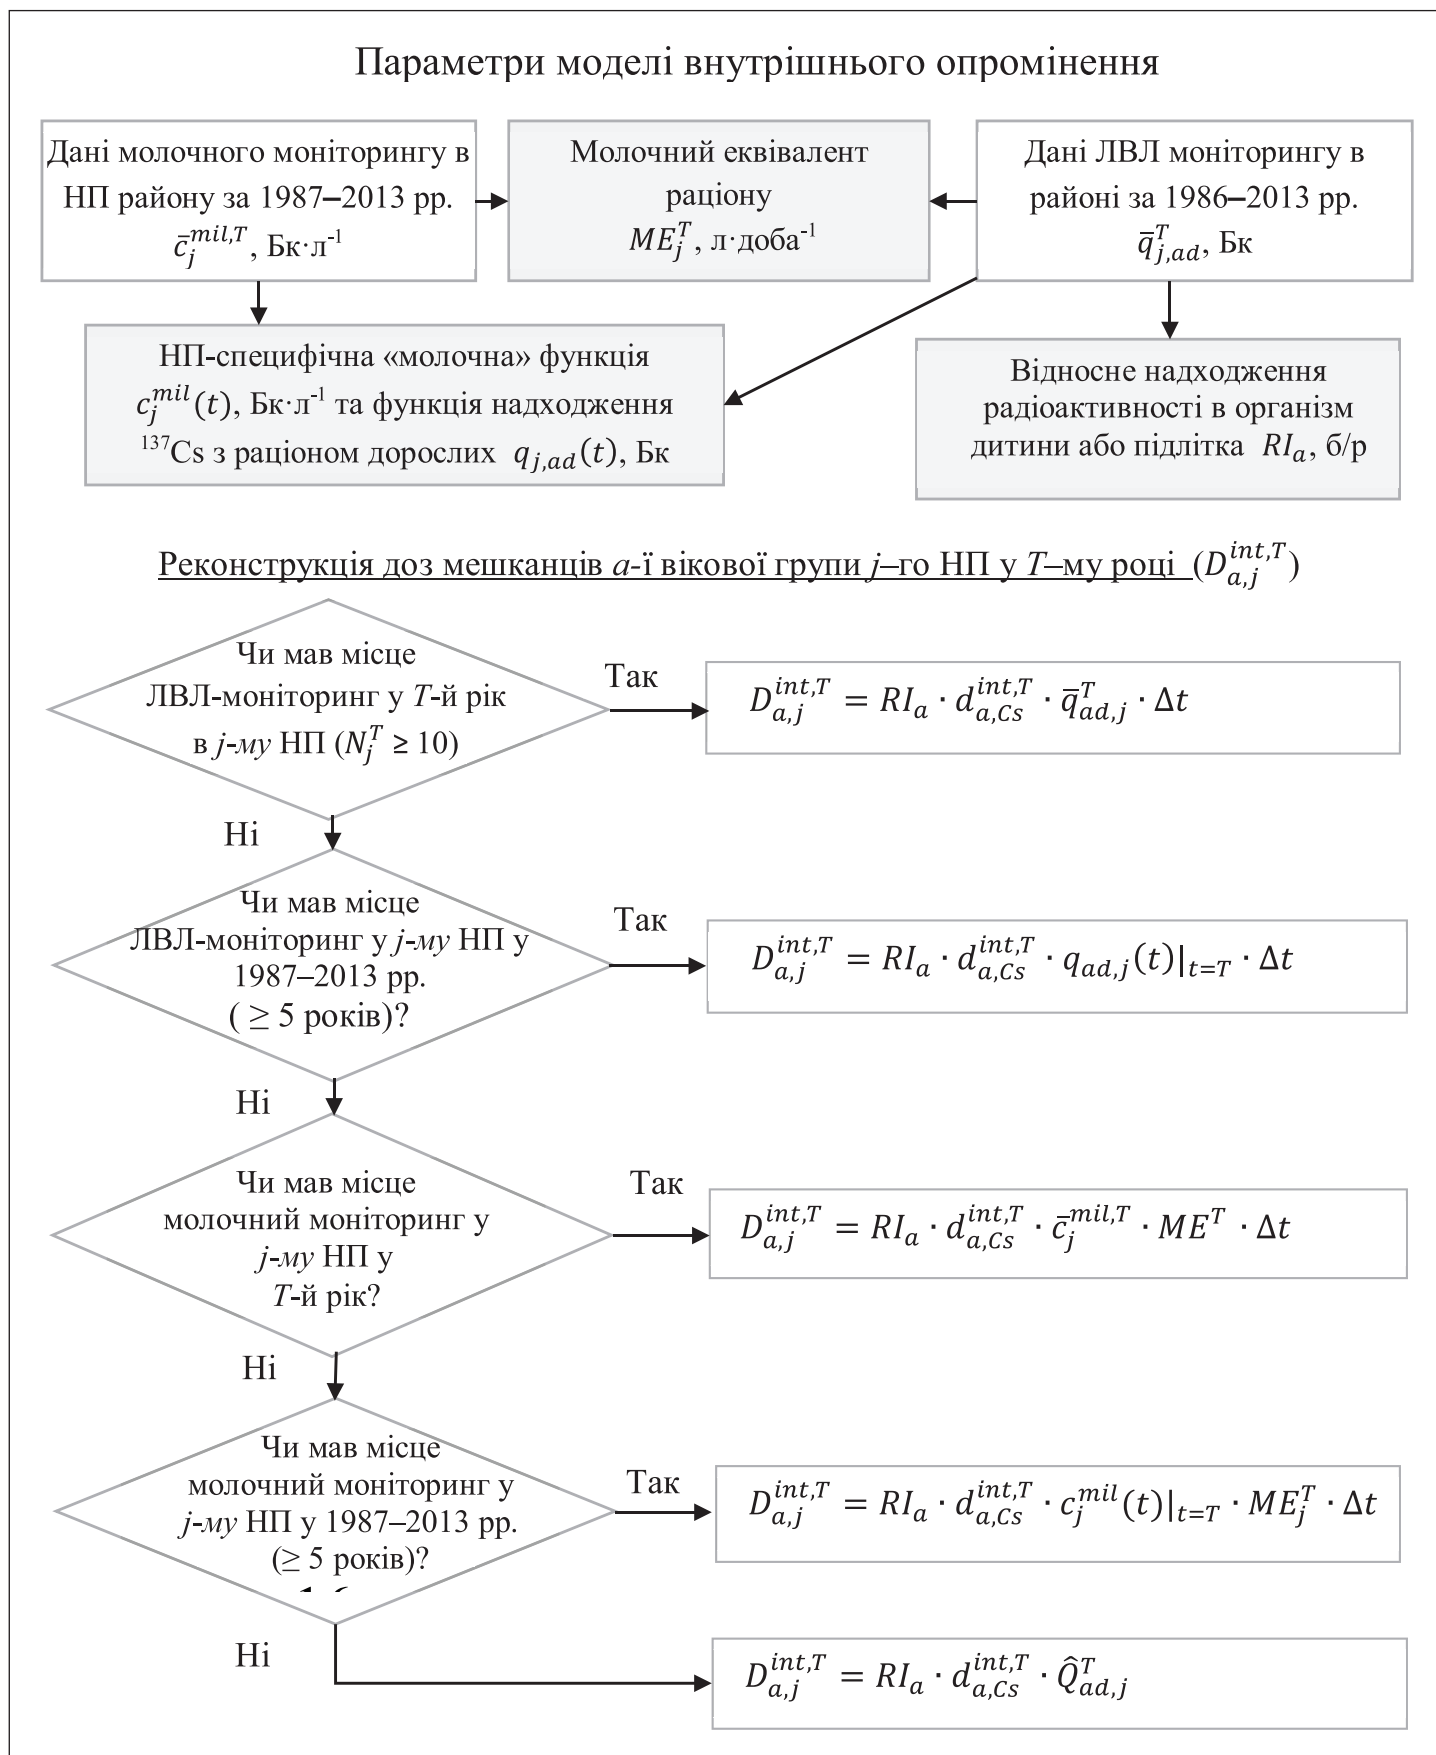 Параметри моделі внутрішнього опромінення
Дані молочного моніторингу в
НП району за 1987–2013 рр.
c̄_j^{mil,T}, Бк·л⁻¹
Молочний еквівалент
раціону
ME_j^T, л·доба⁻¹
Дані ЛВЛ моніторингу в
районі за 1986–2013 рр.
q̄_{j,ad}^T, Бк
НП-специфічна «молочна» функція
c_j^{mil}(t), Бк·л⁻¹ та функція надходження
¹³⁷Cs з раціоном дорослих q_{j,ad}(t), Бк
Відносне надходження
радіоактивності в організм
дитини або підлітка RI_a, б/р
Реконструкція доз мешканців a-ї вікової групи j–го НП у T–му році (D_{a,j}^{int,T})
Чи мав місце
ЛВЛ-моніторинг у T-й рік
в j-му НП (N_j^T ≥ 10)
Так
D_{a,j}^{int,T} = RI_a · d_{a,Cs}^{int,T} · q̄_{ad,j}^T · Δt
Ні
Чи мав місце
ЛВЛ-моніторинг у j-му НП у
1987–2013 рр.
( ≥ 5 років)?
Так
D_{a,j}^{int,T} = RI_a · d_{a,Cs}^{int,T} · q_{ad,j}(t)|_{t=T} · Δt
Ні
Чи мав місце
молочний моніторинг у
j-му НП у
T-й рік?
Так
D_{a,j}^{int,T} = RI_a · d_{a,Cs}^{int,T} · c̄_j^{mil,T} · ME^T · Δt
Ні
Чи мав місце
молочний моніторинг у
j-му НП у 1987–2013 рр.
(≥ 5 років)?
Так
D_{a,j}^{int,T} = RI_a · d_{a,Cs}^{int,T} · c_j^{mil}(t)|_{t=T} · ME_j^T · Δt
Ні
D_{a,j}^{int,T} = RI_a · d_{a,Cs}^{int,T} · Q̂_{ad,j}^T